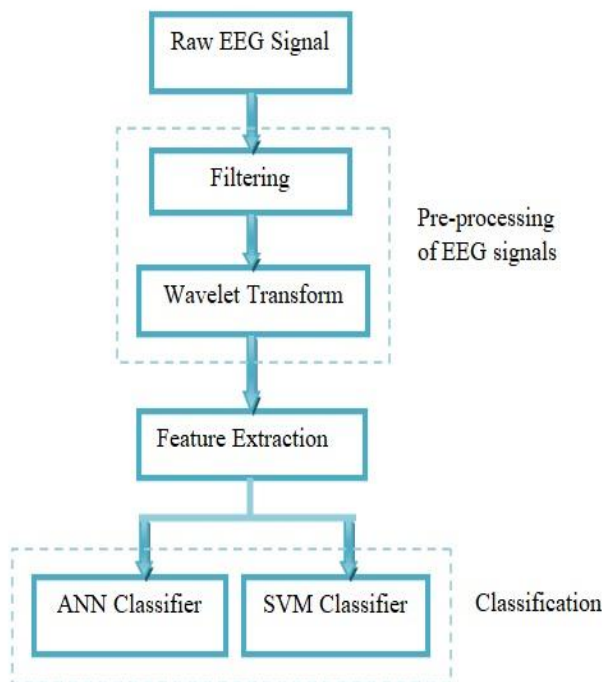 Raw EEG Signal
Filtering
Pre-processing
of EEG signals
Wavelet Transform
Feature Extraction
ANN Classifier
SVM Classifier
Classification